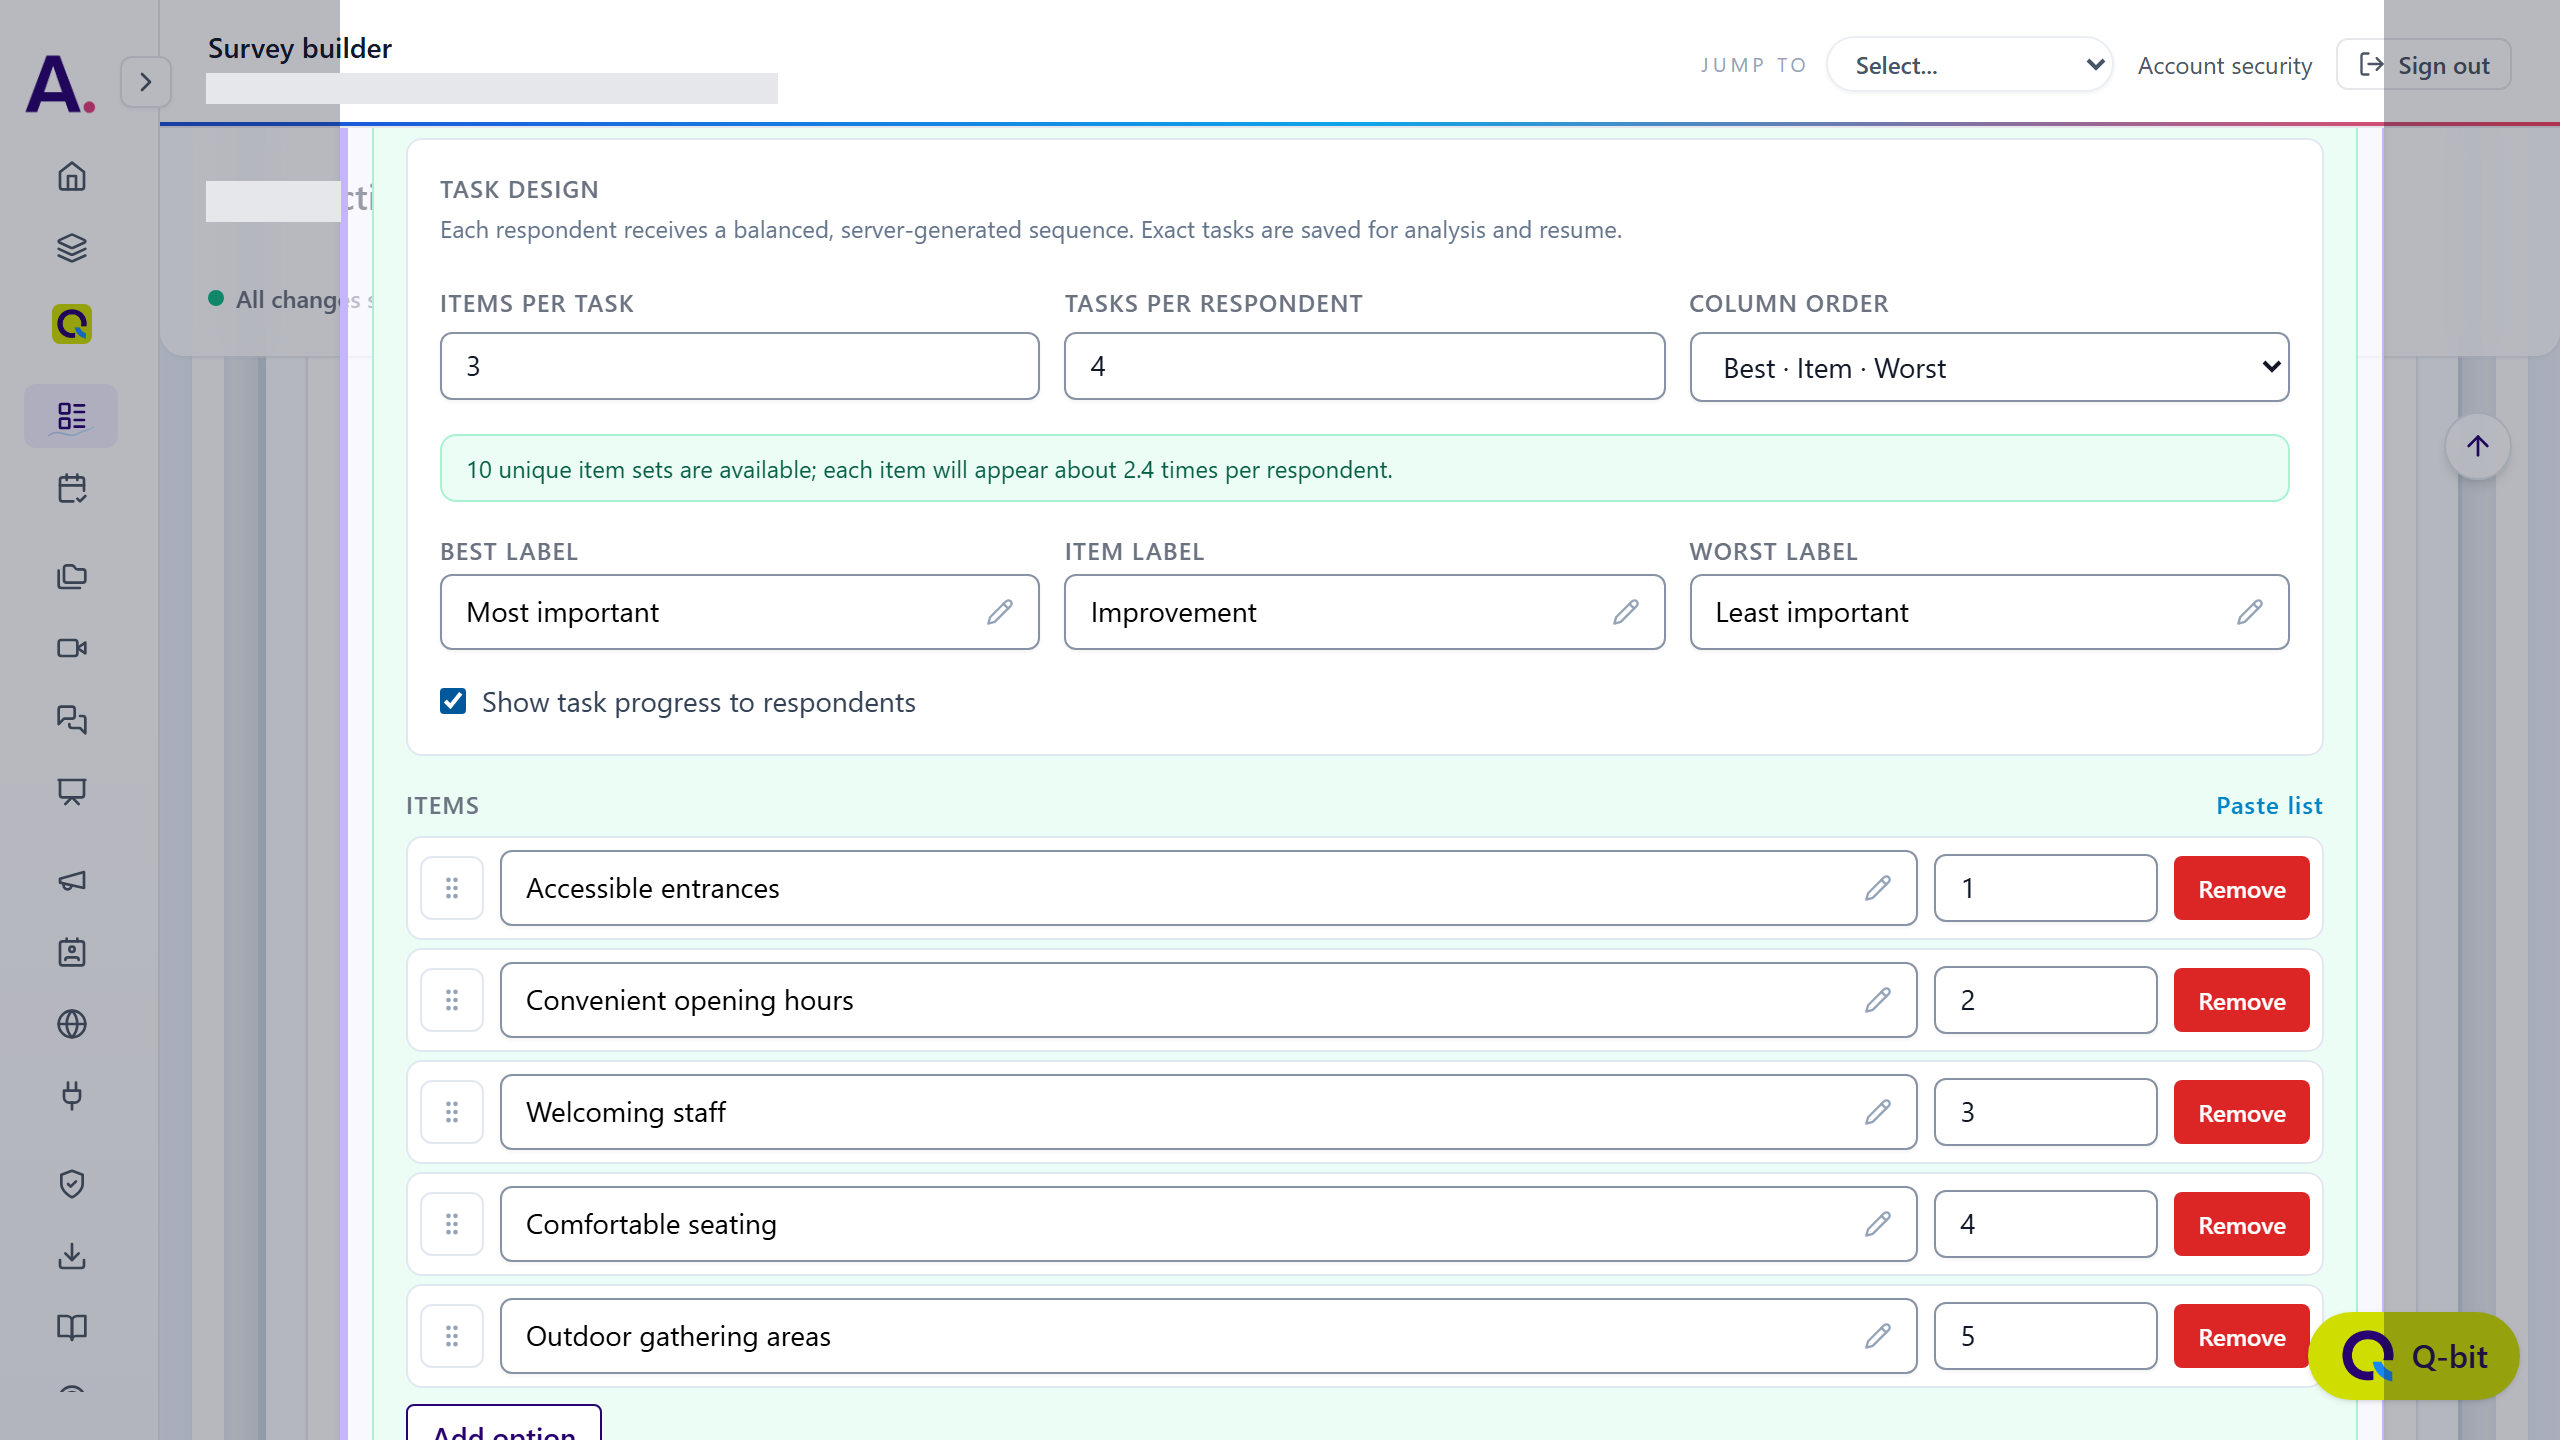 Survey builder
JUMP TO
Select...
Account security
Sign out
TASK DESIGN
Each respondent receives a balanced, server-generated sequence. Exact tasks are saved for analysis and resume.
All changes
ITEMS PER TASK
TASKS PER RESPONDENT
COLUMN ORDER
3
4
Best · Item · Worst
10 unique item sets are available; each item will appear about 2.4 times per respondent.
BEST LABEL
ITEM LABEL
WORST LABEL
Most important
Improvement
Least important
Show task progress to respondents
ITEMS
Paste list
Accessible entrances
1
Remove
Convenient opening hours
2
Remove
Welcoming staff
3
Remove
Comfortable seating
4
Remove
Outdoor gathering areas
5
Remove
Q-bit
Add option